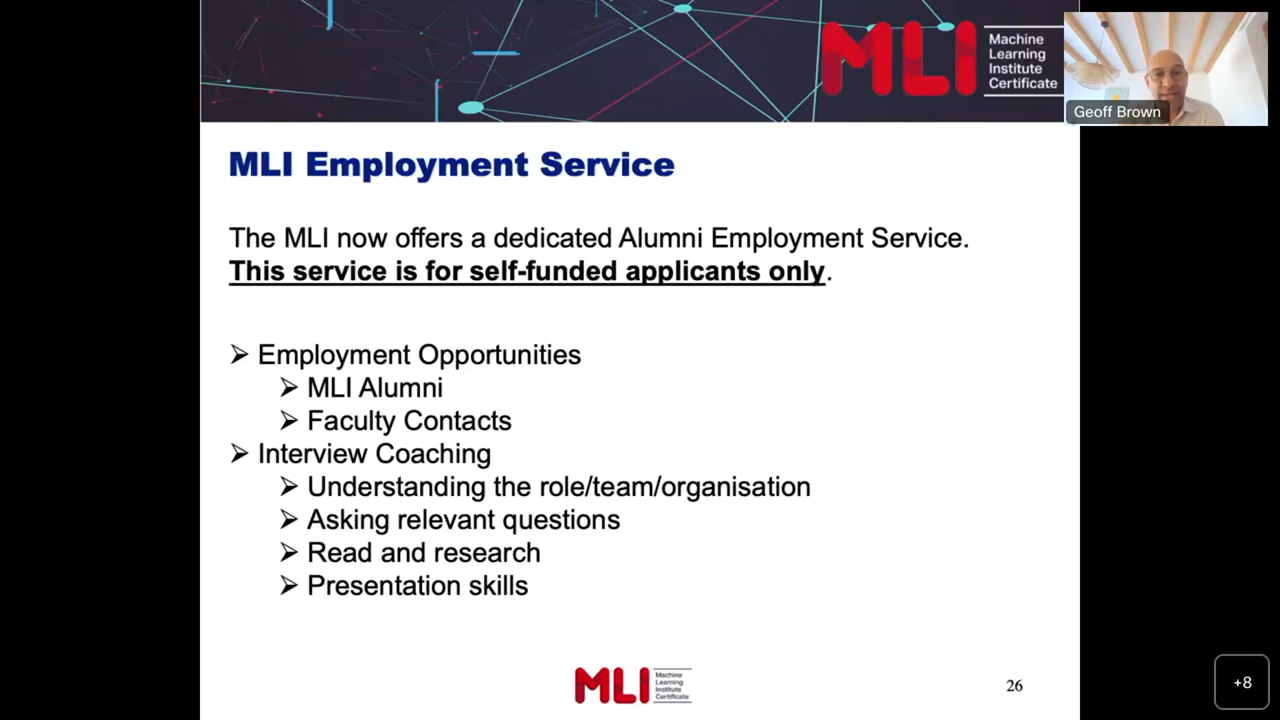 MLI
Machine
Learning
Institute
Certificate
Geoff Brown
MLI Employment Service
The MLI now offers a dedicated Alumni Employment Service.
This service is for self-funded applicants only.
➢ Employment Opportunities
➢ MLI Alumni
➢ Faculty Contacts
➢ Interview Coaching
➢ Understanding the role/team/organisation
➢ Asking relevant questions
➢ Read and research
➢ Presentation skills
MLI
Machine
Learning
Institute
Certificate
26
+8